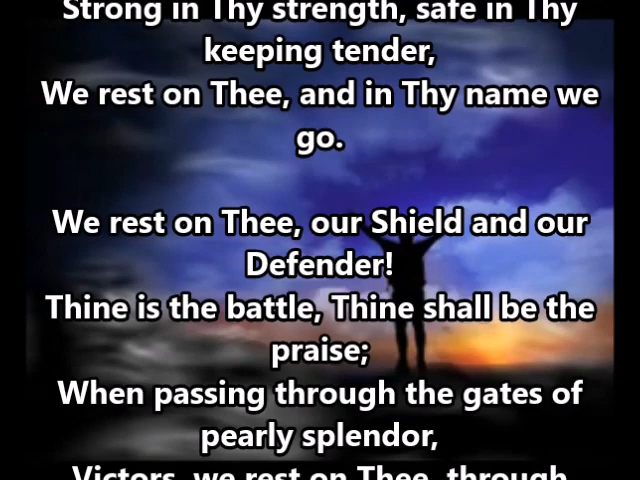 Strong in Thy strength, safe in Thy
keeping tender,
We rest on Thee, and in Thy name we
go.
We rest on Thee, our Shield and our
Defender!
Thine is the battle, Thine shall be the
praise;
When passing through the gates of
pearly splendor,
Victors, we rest on Thee, through